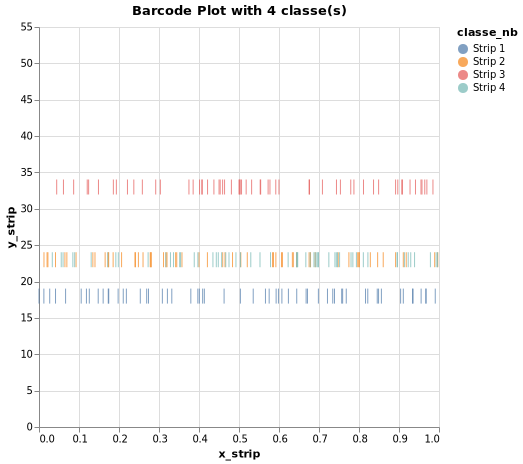 Barcode Plot with 4 classe(s)
classe_nb
Strip 1
Strip 2
Strip 3
Strip 4
y_strip
55
50
45
40
35
30
25
20
15
10
5
0
0.0 0.1 0.2 0.3 0.4 0.5 0.6 0.7 0.8 0.9 1.0
x_strip